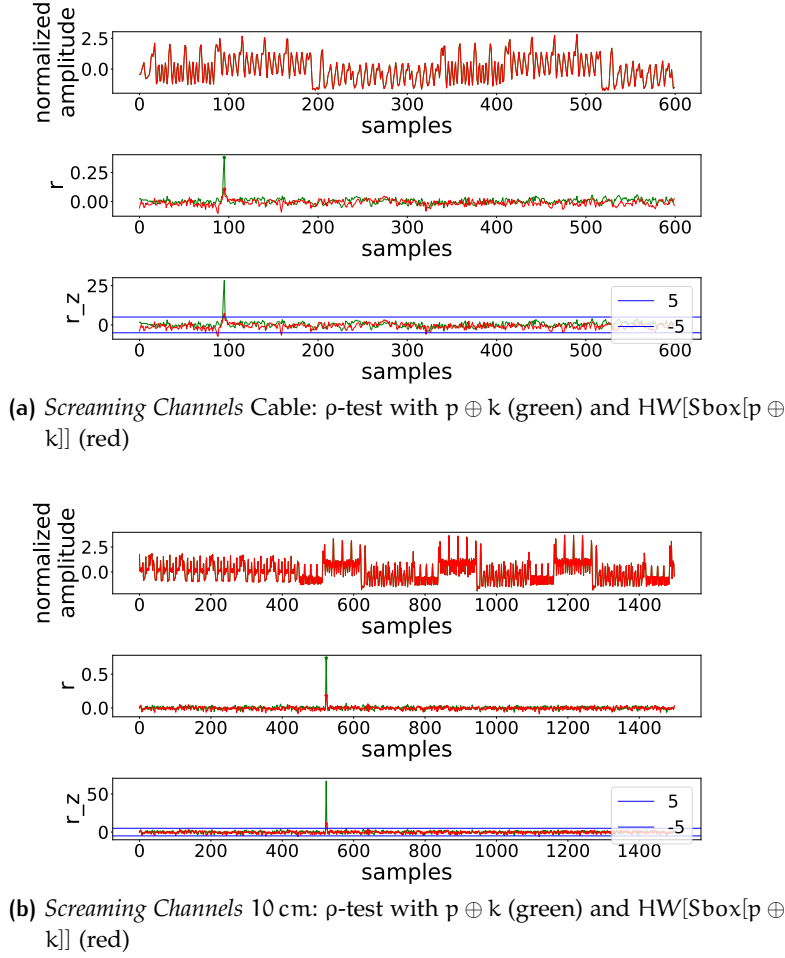 normalized
amplitude
2.5
0.0
0 100 200 300 400 500 600
samples
r
0.25
0.00
0 100 200 300 400 500 600
samples
r_z
25
0
5
-5
0 100 200 300 400 500 600
samples
(a) Screaming Channels Cable: ρ-test with p ⊕ k (green) and HW[Sbox[p ⊕
k]] (red)
normalized
amplitude
2.5
0.0
0 200 400 600 800 1000 1200 1400
samples
r
0.5
0.0
0 200 400 600 800 1000 1200 1400
samples
r_z
50
0
5
-5
0 200 400 600 800 1000 1200 1400
samples
(b) Screaming Channels 10 cm: ρ-test with p ⊕ k (green) and HW[Sbox[p ⊕
k]] (red)